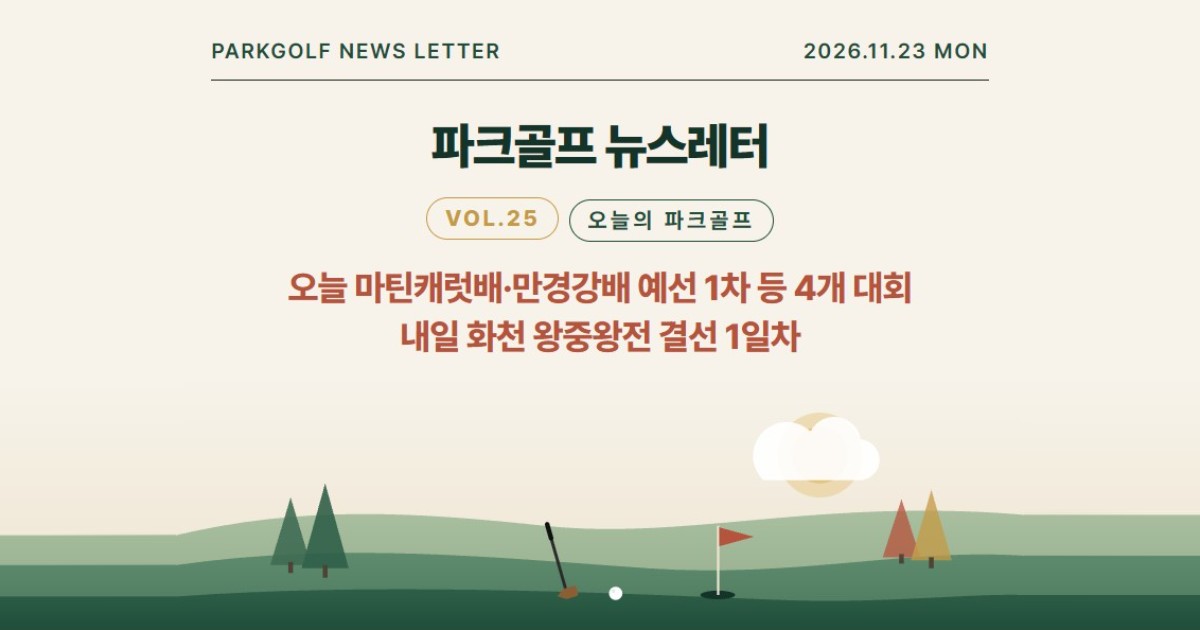 PARKGOLF NEWS LETTER
2026.11.23 MON
파크골프 뉴스레터
VOL.25
오늘의 파크골프
오늘 마틴캐럿배·만경강배 예선 1차 등 4개 대회
내일 화천 왕중왕전 결선 1일차